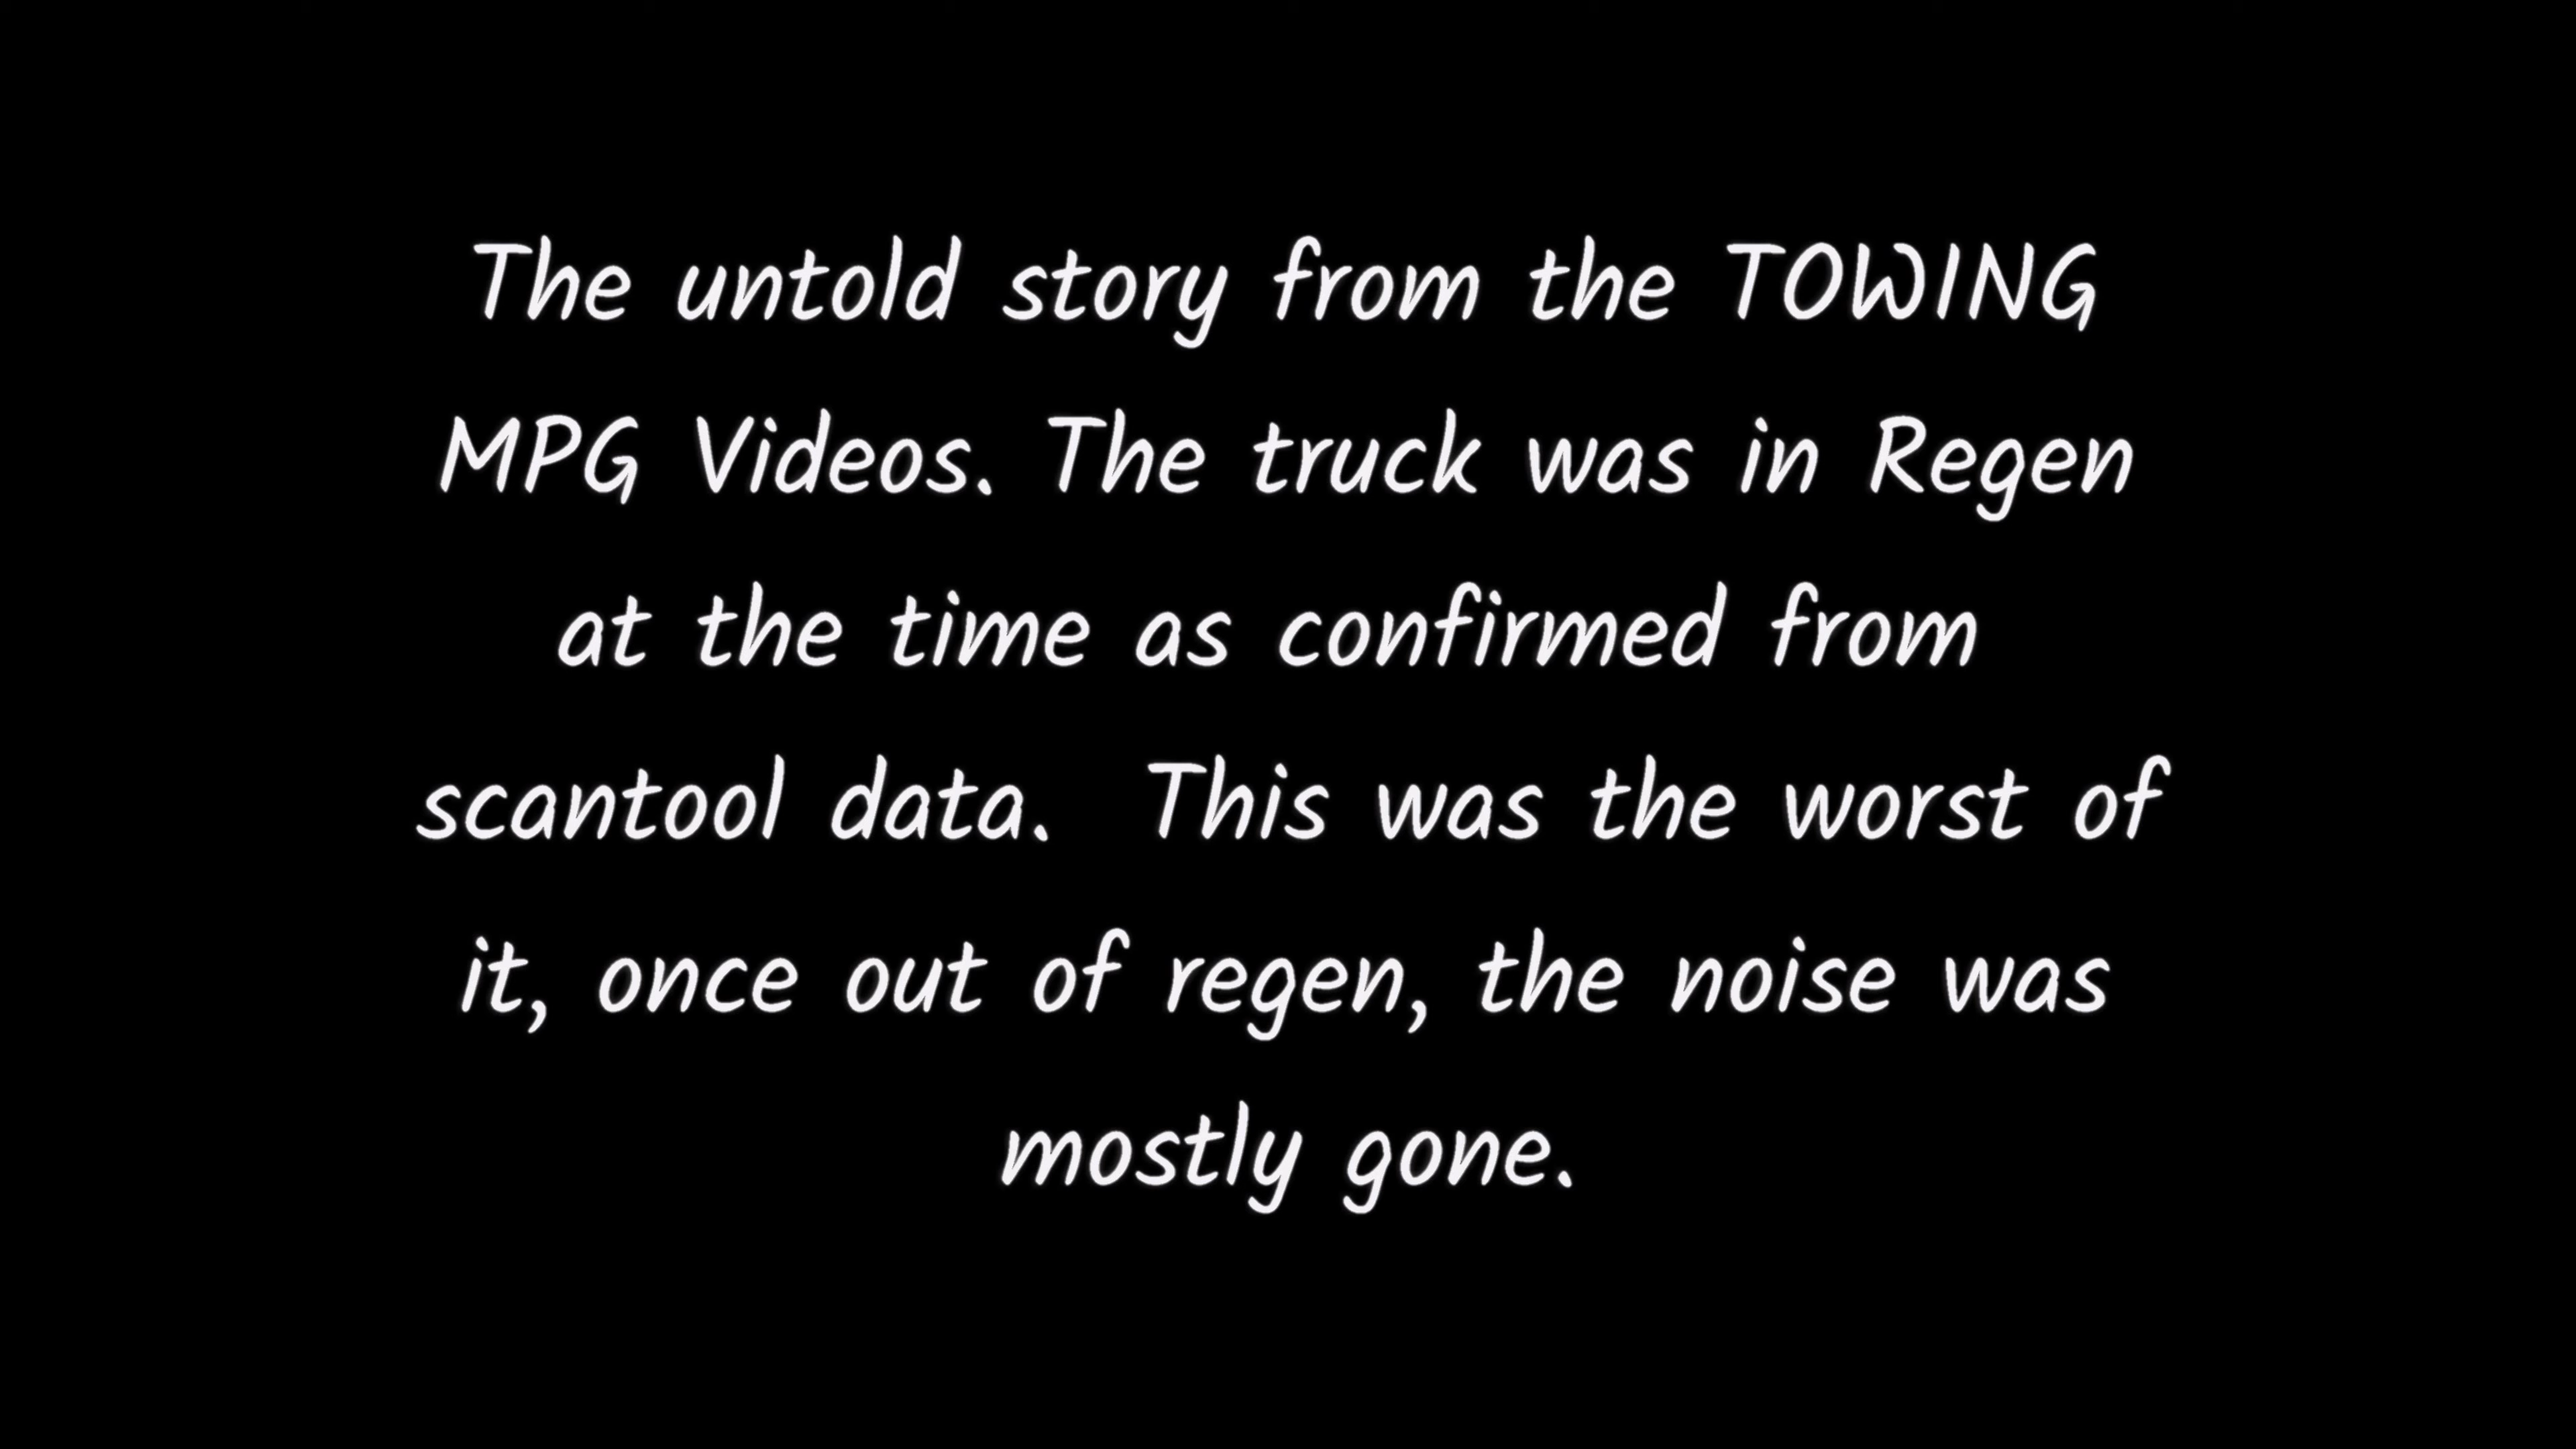 The untold story from the TOWING
MPG Videos. The truck was in Regen
at the time as confirmed from
scantool data.  This was the worst of
it, once out of regen, the noise was
mostly gone.